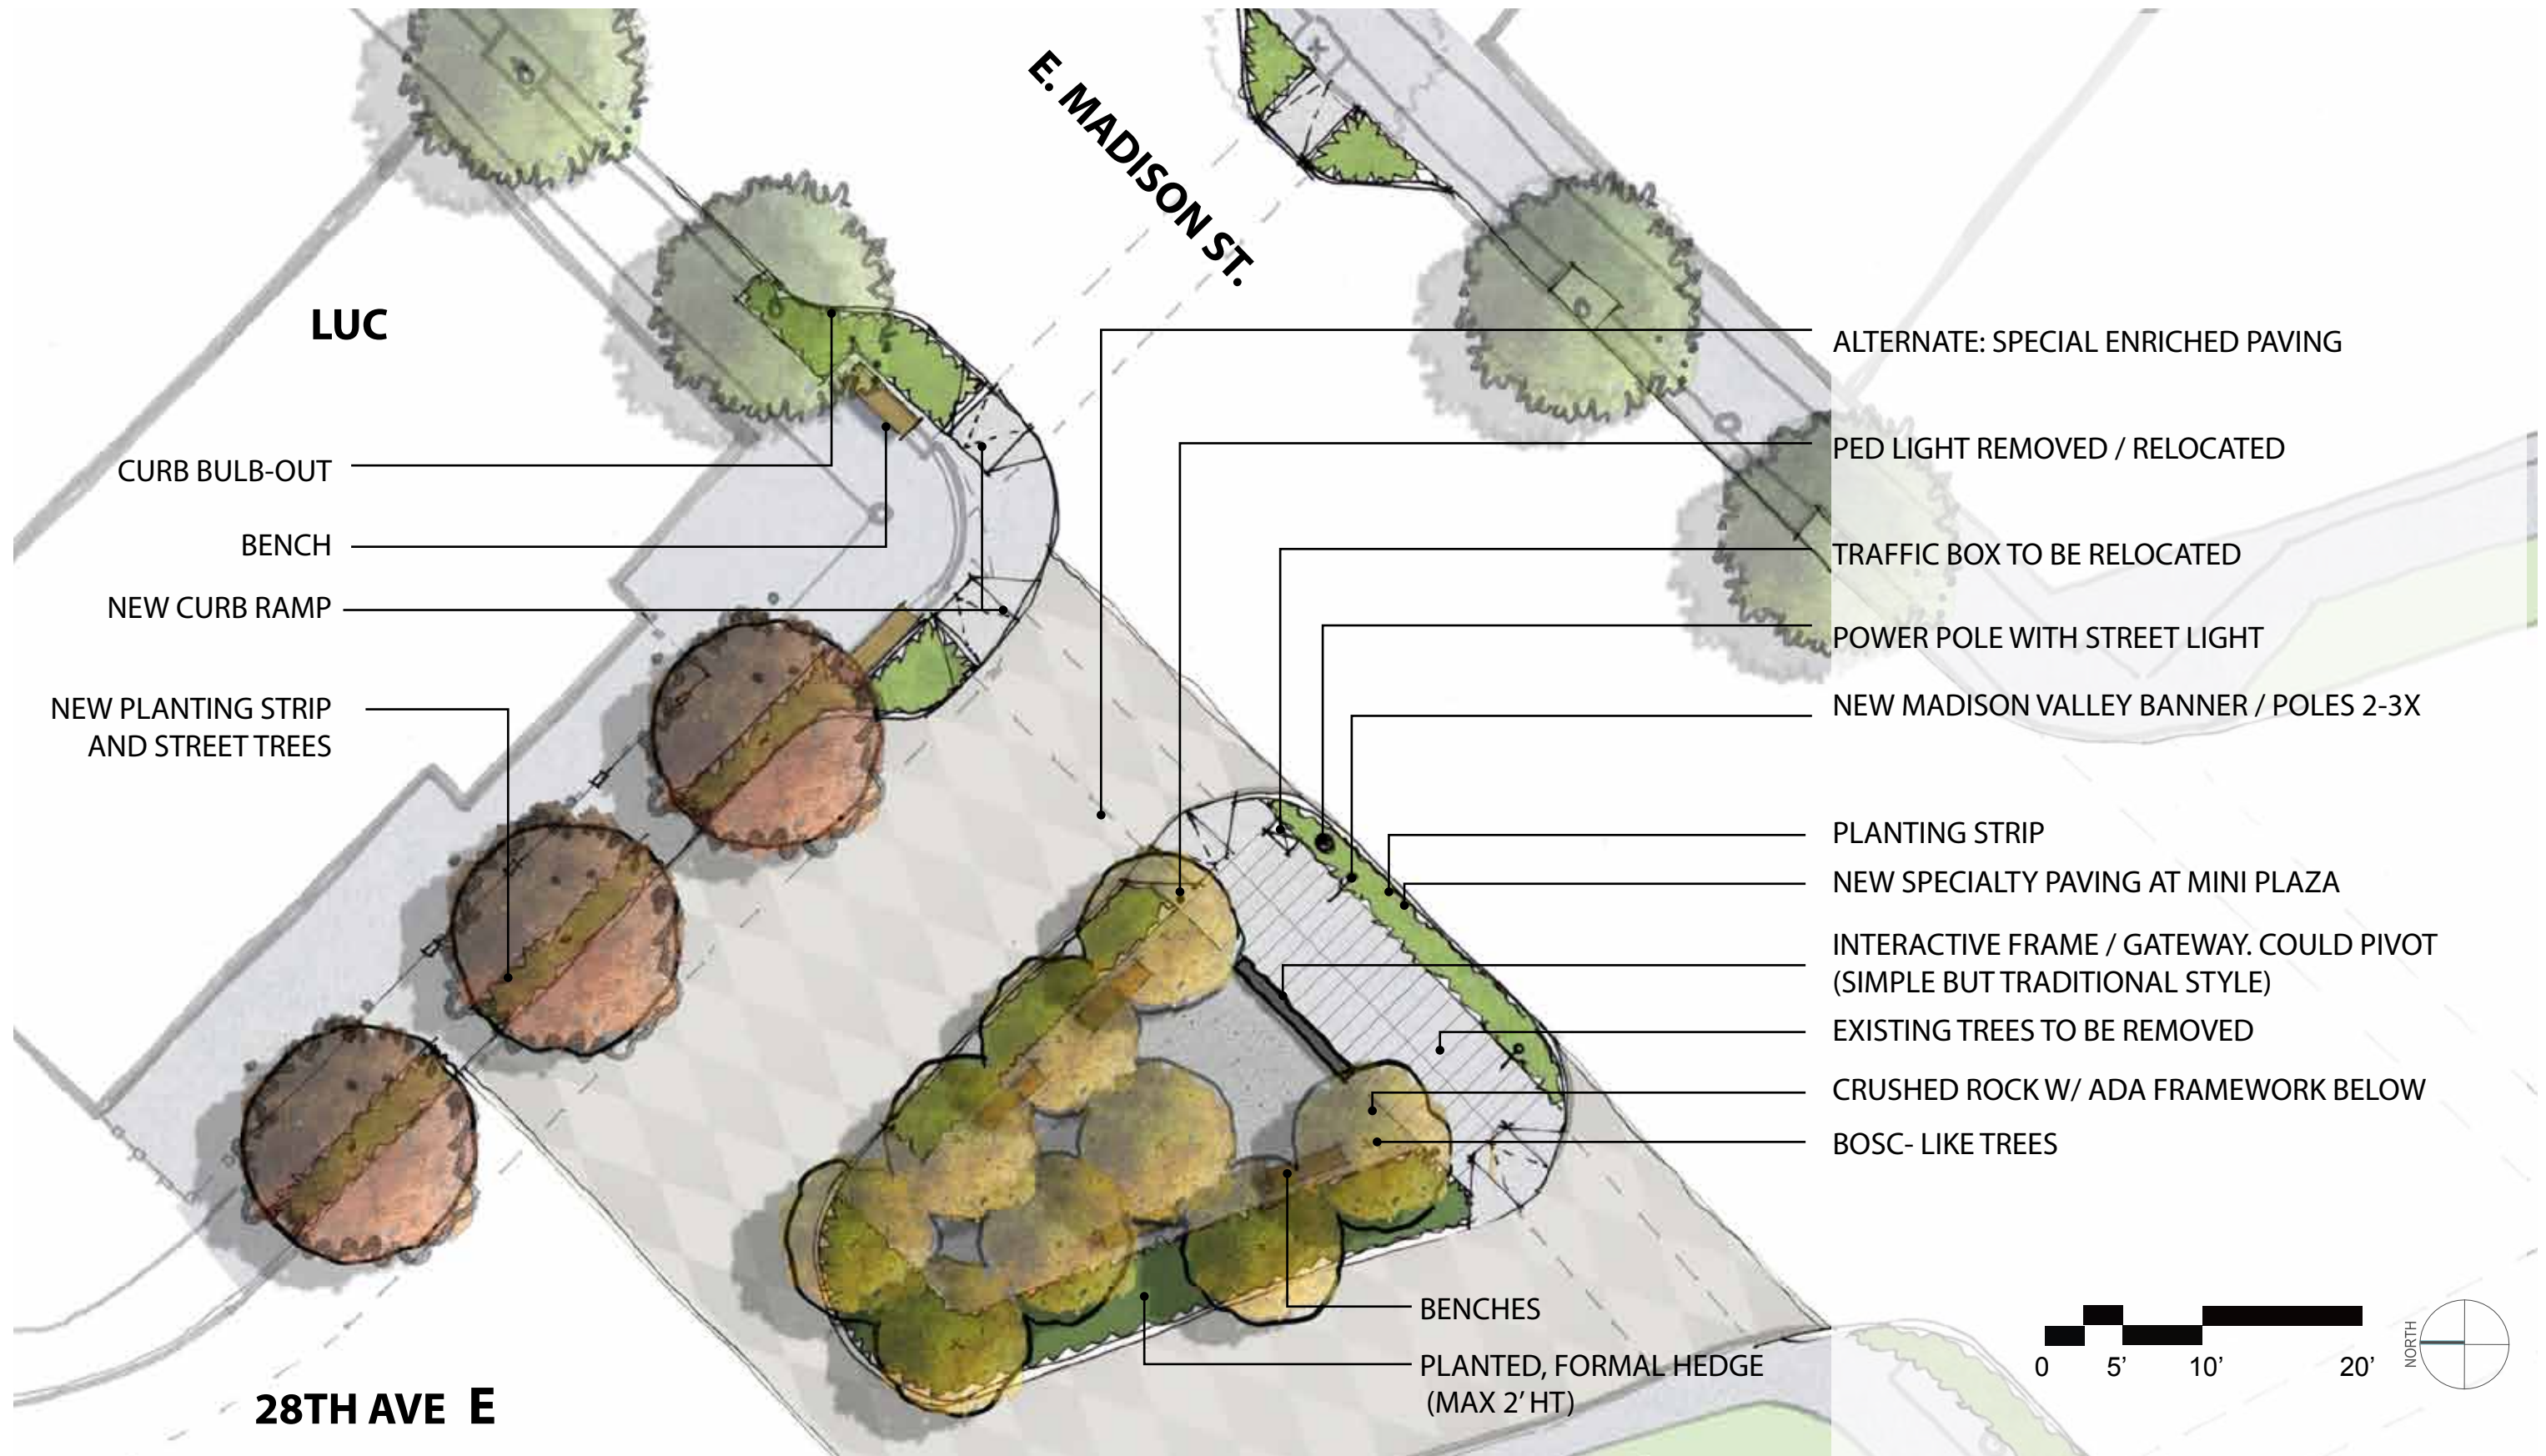 E. MADISON ST.
LUC
CURB BULB-OUT
BENCH
NEW CURB RAMP
NEW PLANTING STRIP
AND STREET TREES
ALTERNATE: SPECIAL ENRICHED PAVING
PED LIGHT REMOVED / RELOCATED
TRAFFIC BOX TO BE RELOCATED
POWER POLE WITH STREET LIGHT
NEW MADISON VALLEY BANNER / POLES 2-3X
PLANTING STRIP
NEW SPECIALTY PAVING AT MINI PLAZA
INTERACTIVE FRAME / GATEWAY. COULD PIVOT
(SIMPLE BUT TRADITIONAL STYLE)
EXISTING TREES TO BE REMOVED
CRUSHED ROCK W/ ADA FRAMEWORK BELOW
BOSC- LIKE TREES
BENCHES
PLANTED, FORMAL HEDGE
(MAX 2' HT)
28TH AVE E
0 5' 10' 20'
NORTH